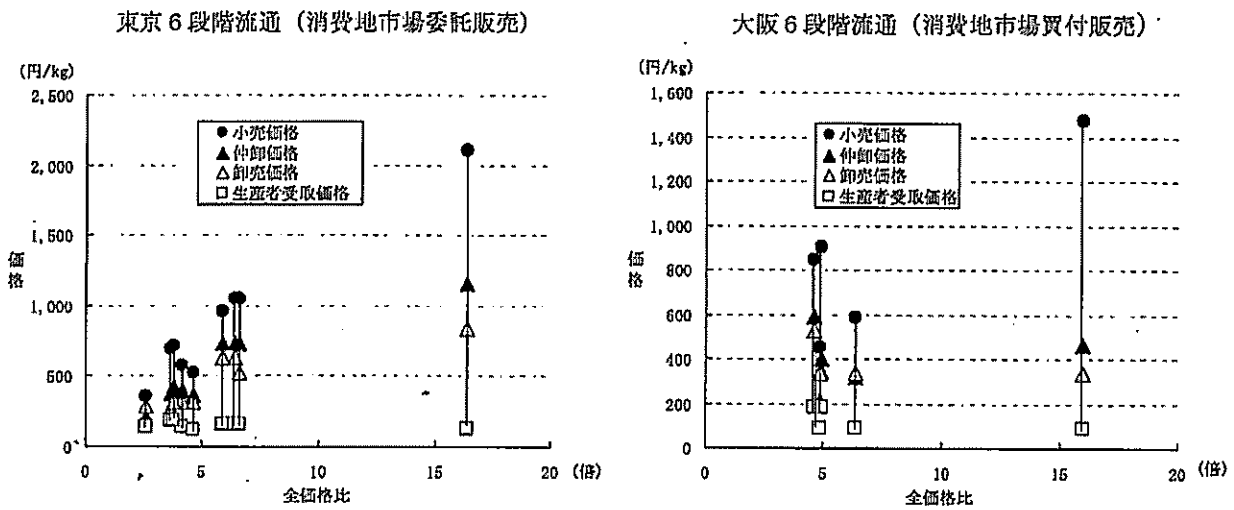 東京6段階流通（消費地市場委託販売）
(円/kg)
2,500
2,000
1,500
1,000
500
0
価格
●小売価格
▲仲卸価格
△卸売価格
□生産者受取価格
0 5 10 15 20 (倍)
全価格比
大阪6段階流通（消費地市場買付販売）
(円/kg)
1,600
1,400
1,200
1,000
800
600
400
200
0
価格
●小売価格
▲仲卸価格
△卸売価格
□生産者受取価格
0 5 10 15 20 (倍)
全価格比